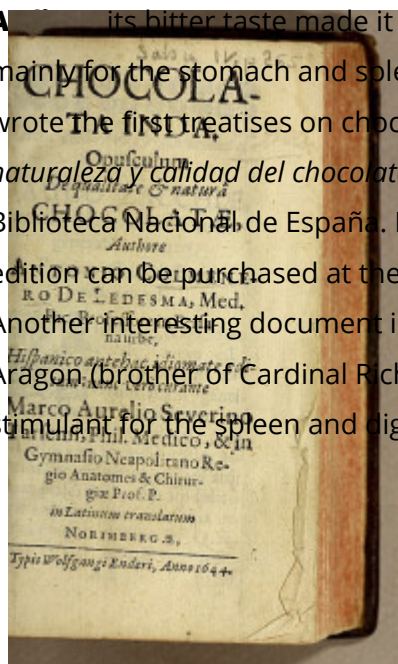 its bitter taste made it
CHOCOLA-
mainly for the stomach and sple
TA INDA.
wrote the first treatises on choc
Opusculum
naturaleza y calidad del chocolat
De qualitate & naturâ
CHOCOLATÆ,
Biblioteca Nacional de España.
Authore
edition can be purchased at the
RO DE LEDESMA, Med.
Another interesting document i
Hispanico antehac idiomate
Aragon (brother of Cardinal Rich
Marco Aurelio Severino
stimulant for the spleen and dig
Phil. Medico, & in
Gymnasio Neapolitano Re-
gio Anatomes & Chirur-
giæ Prof. P.
in Latinum translatum
NORIMBERGÆ,
Typis Wolfgangi Enderi, Anno 1644.